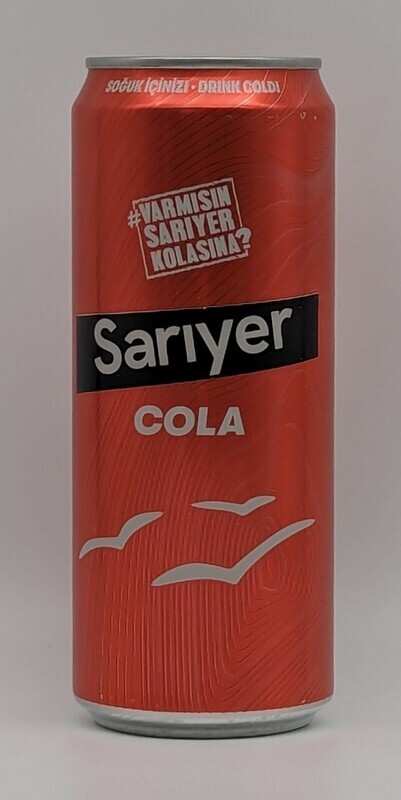 SOĞUK İÇİNİZ! · DRINK COLD!
#VARMISIN
SARIYER
KOLASINA?
Sarıyer
COLA